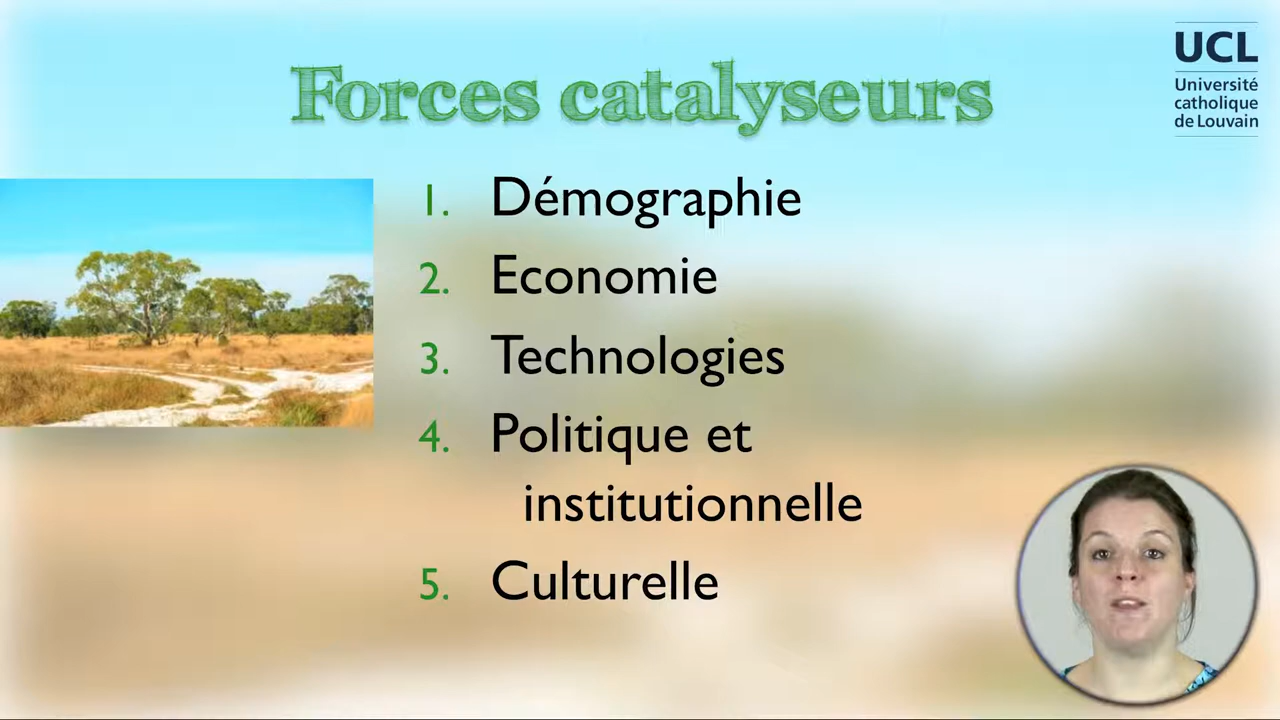 Forces catalyseurs
UCL
Université
catholique
de Louvain
1. Démographie
2. Economie
3. Technologies
4. Politique et
institutionnelle
5. Culturelle